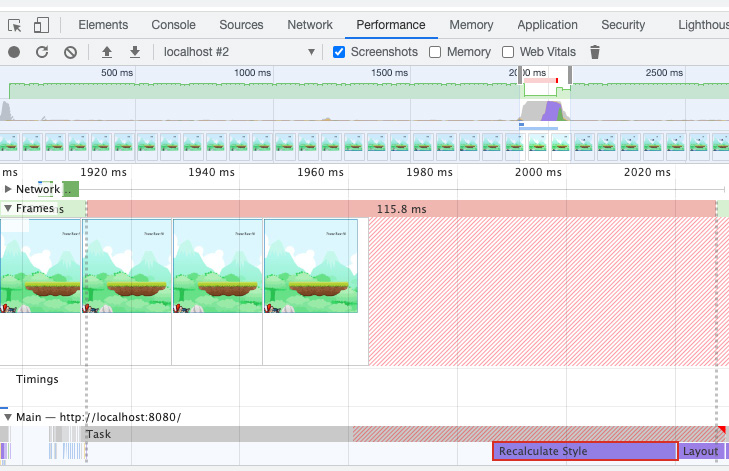 Elements Console Sources Network Performance Memory Application Security Lighthou
localhost #2 Screenshots Memory Web Vitals
500 ms 1000 ms 1500 ms 2000 ms 2500 ms
ms 1920 ms 1940 ms 1960 ms 1980 ms 2000 ms 2020 ms
Network ..
Frames s 115.8 ms
Timings
Main — http://localhost:8080/
Task
Recalculate Style Layout